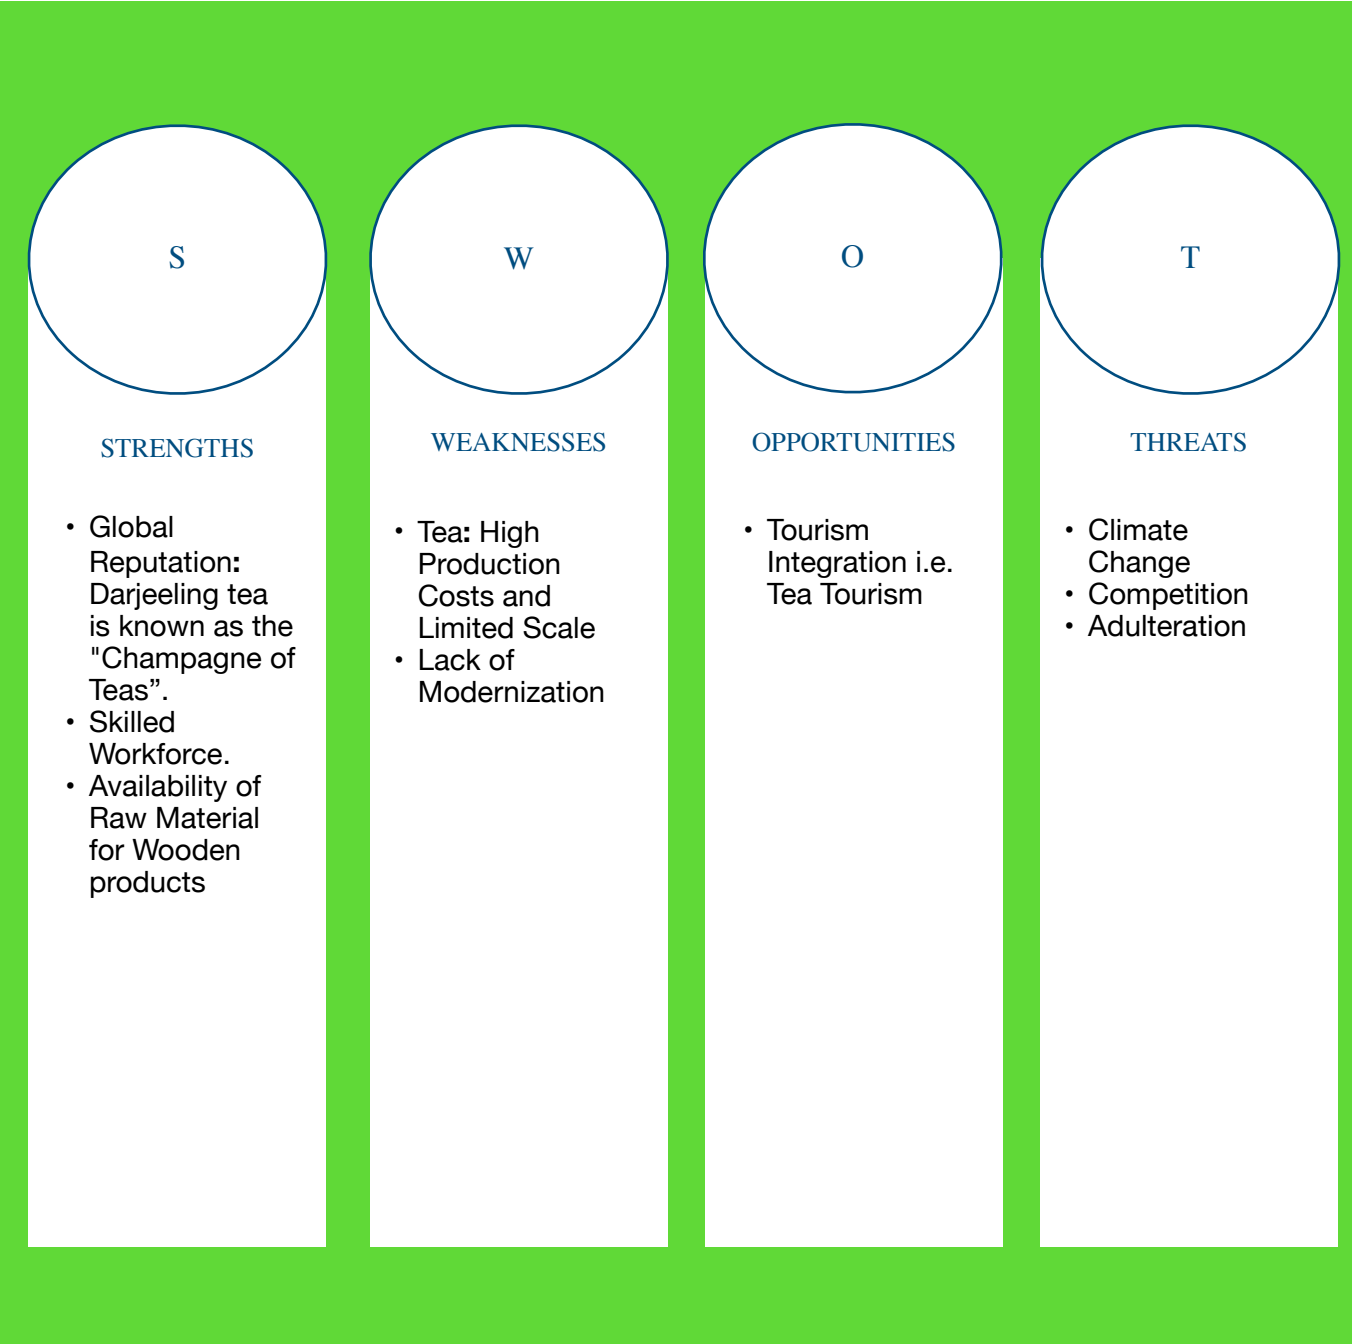 S
STRENGTHS
• Global
Reputation:
Darjeeling tea
is known as the
"Champagne of
Teas”.
• Skilled
Workforce.
• Availability of
Raw Material
for Wooden
products
W
WEAKNESSES
• Tea: High
Production
Costs and
Limited Scale
• Lack of
Modernization
O
OPPORTUNITIES
• Tourism
Integration i.e.
Tea Tourism
T
THREATS
• Climate
Change
• Competition
• Adulteration